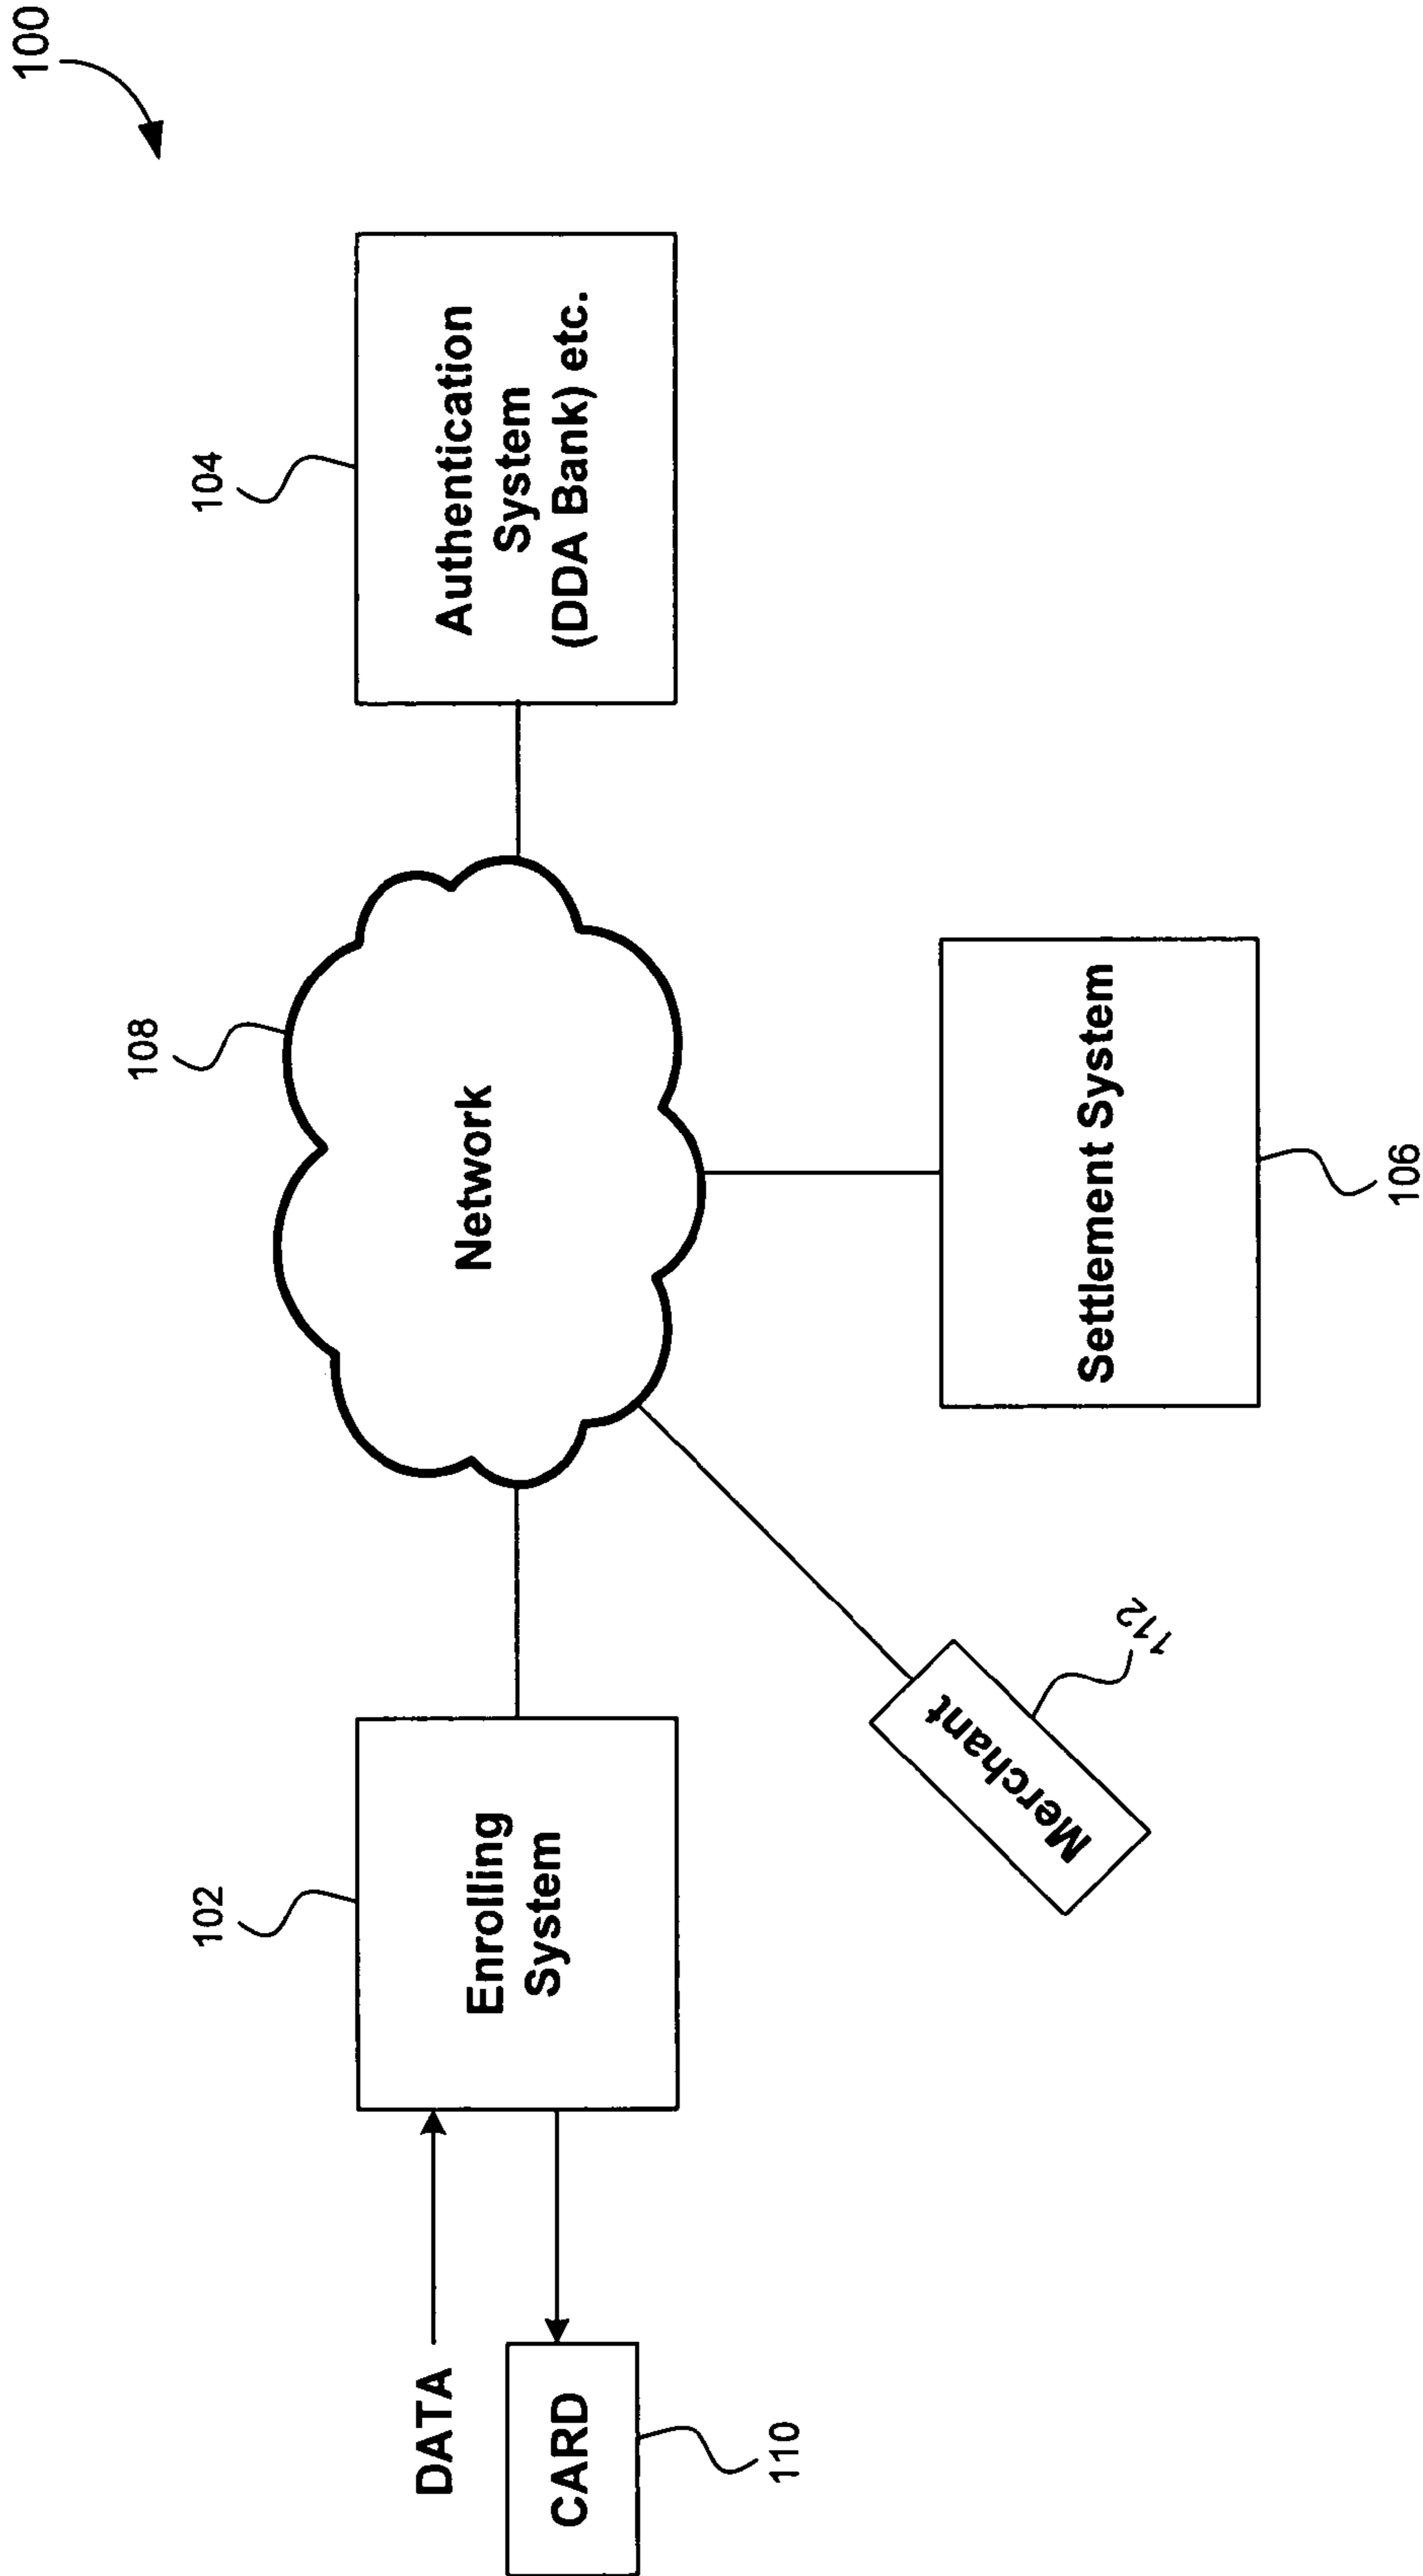 100
104
Authentication
System
(DDA Bank) etc.
108
Network
Settlement System
106
102
Enrolling
System
Merchant
112
DATA
CARD
110